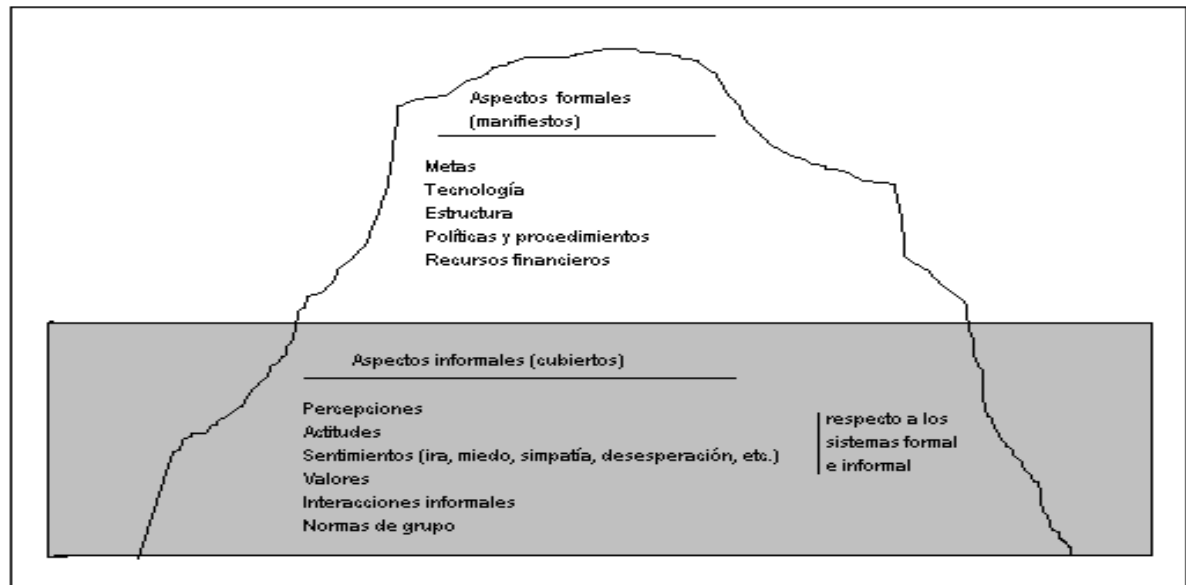 Aspectos formales
(manifiestos)
Metas
Tecnología
Estructura
Políticas y procedimientos
Recursos financieros
Aspectos informales (cubiertos)
Percepciones
Actitudes
Sentimientos (ira, miedo, simpatía, desesperación, etc.)
Valores
Interacciones informales
Normas de grupo
respecto a los
sistemas formal
e informal